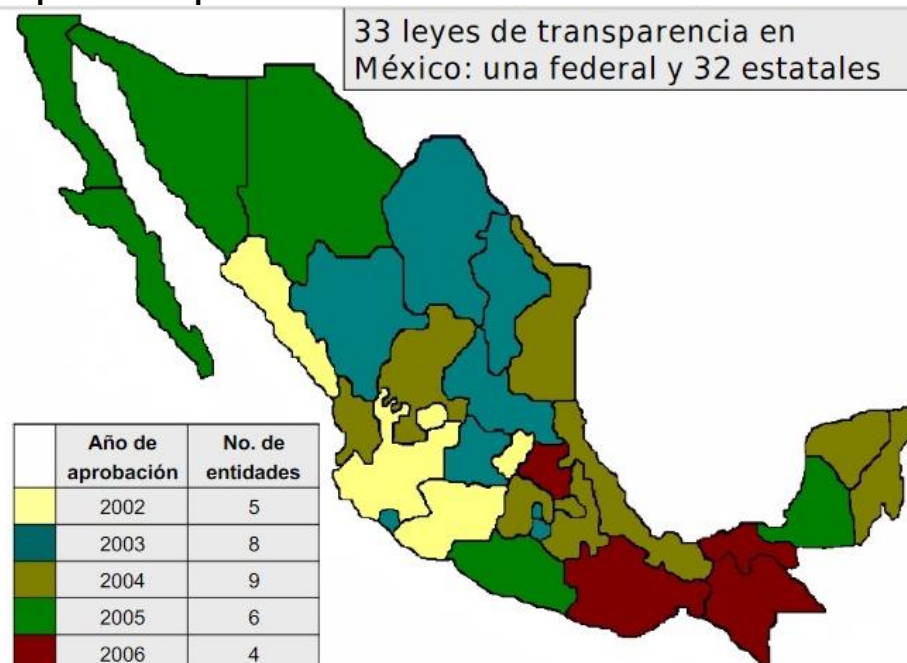 33 leyes de transparencia en
México: una federal y 32 estatales
Año de aprobación No. de entidades
2002 5
2003 8
2004 9
2005 6
2006 4